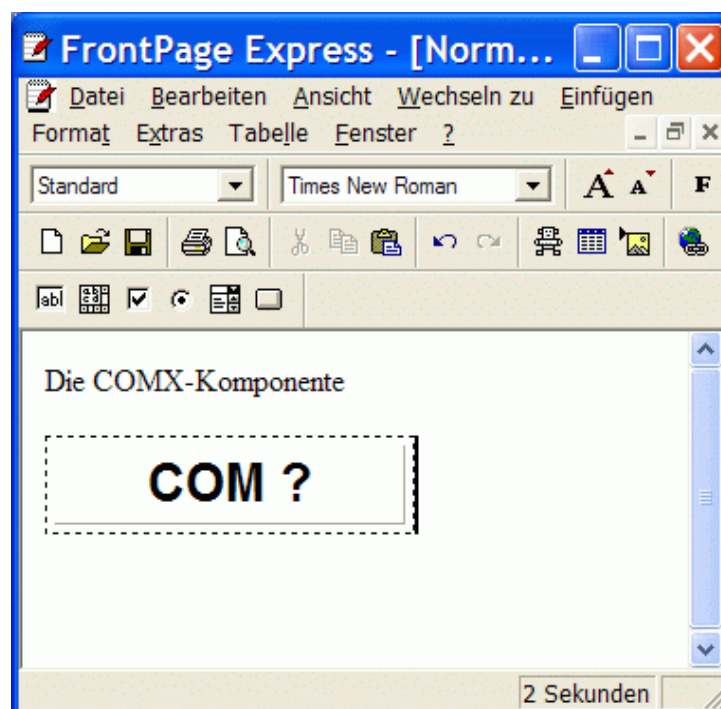 FrontPage Express - [Norm...
Datei Bearbeiten Ansicht Wechseln zu Einfügen
Format Extras Tabelle Fenster ?
Standard Times New Roman A A F
abl
Die COMX-Komponente
COM ?
2 Sekunden